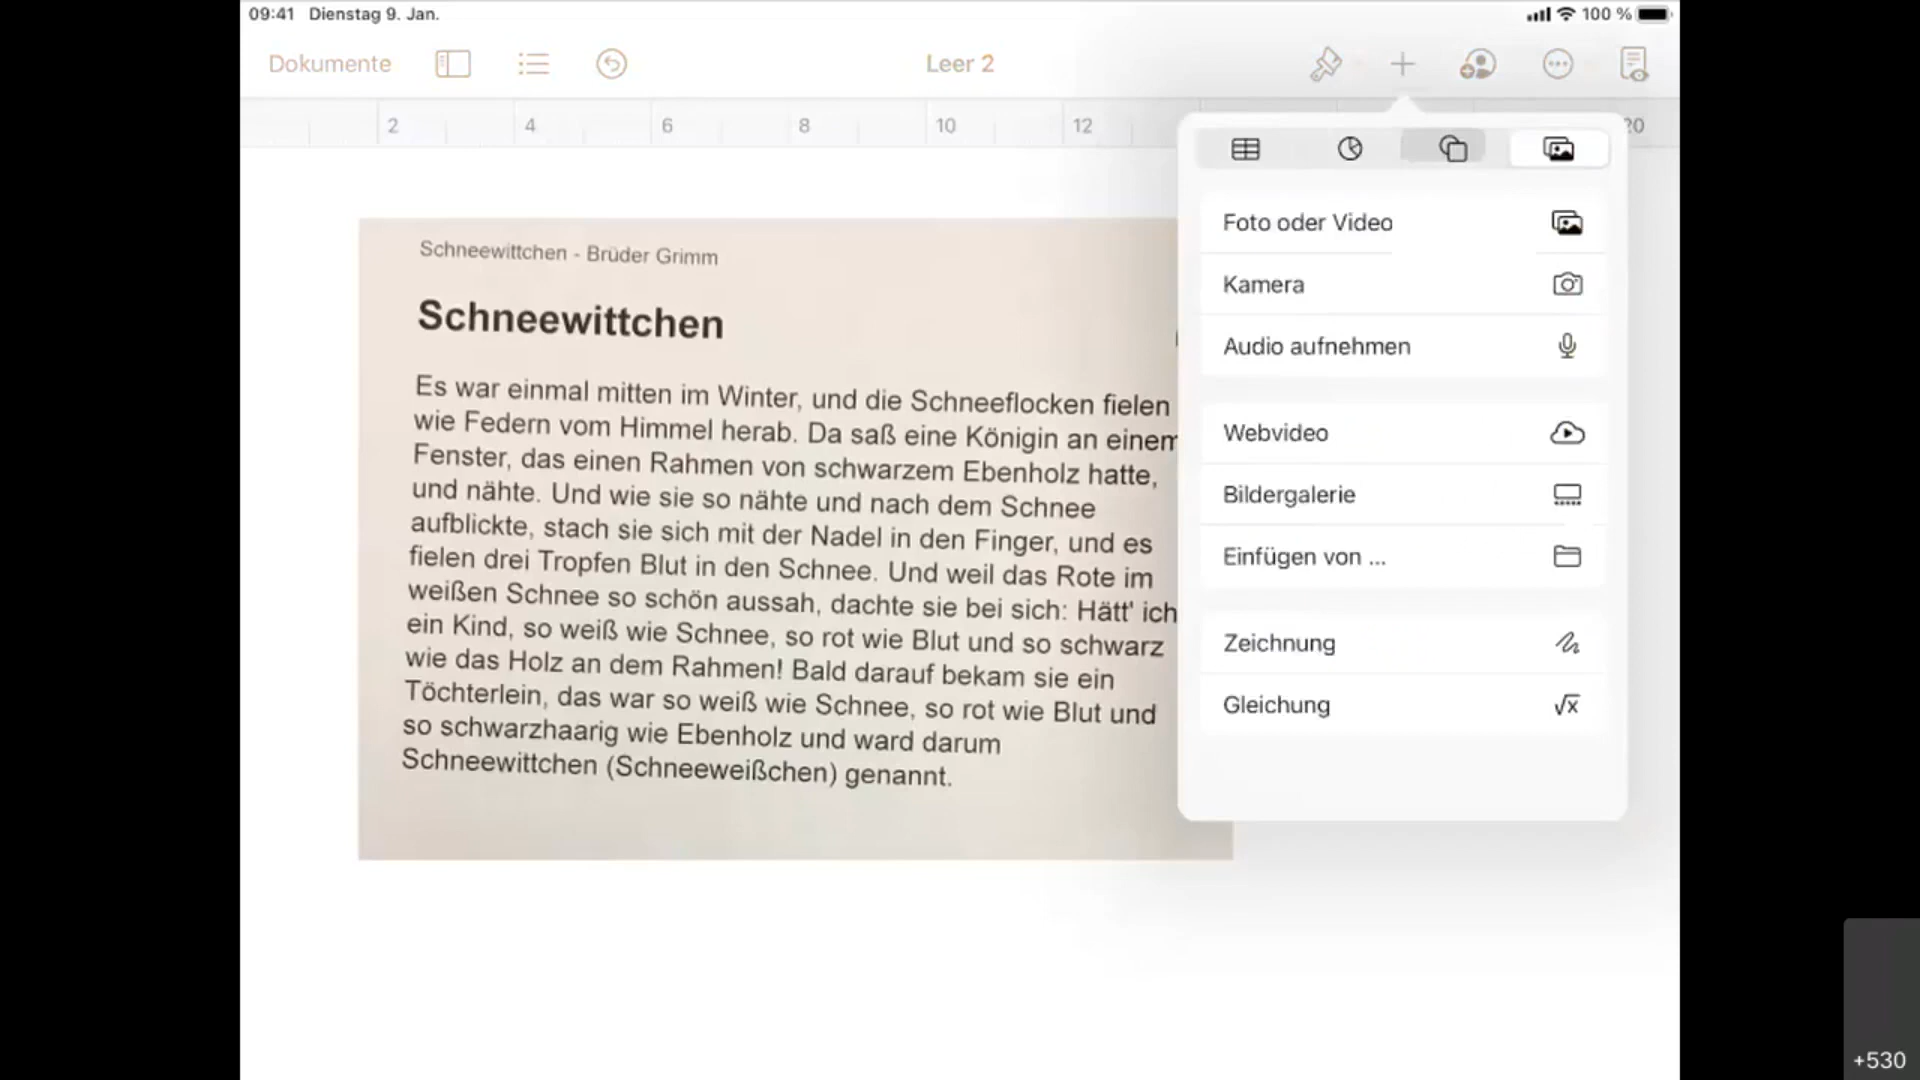 09:41 Dienstag 9. Jan.
100 %
Dokumente
Leer 2
2 4 6 8 10 12 20
Schneewittchen - Brüder Grimm
Schneewittchen
Es war einmal mitten im Winter, und die Schneeflocken fielen
wie Federn vom Himmel herab. Da saß eine Königin an einem
Fenster, das einen Rahmen von schwarzem Ebenholz hatte,
und nähte. Und wie sie so nähte und nach dem Schnee
aufblickte, stach sie sich mit der Nadel in den Finger, und es
fielen drei Tropfen Blut in den Schnee. Und weil das Rote im
weißen Schnee so schön aussah, dachte sie bei sich: Hätt' ich
ein Kind, so weiß wie Schnee, so rot wie Blut und so schwarz
wie das Holz an dem Rahmen! Bald darauf bekam sie ein
Töchterlein, das war so weiß wie Schnee, so rot wie Blut und
so schwarzhaarig wie Ebenholz und ward darum
Schneewittchen (Schneeweißchen) genannt.
Foto oder Video
Kamera
Audio aufnehmen
Webvideo
Bildergalerie
Einfügen von ...
Zeichnung
Gleichung
√x
+530